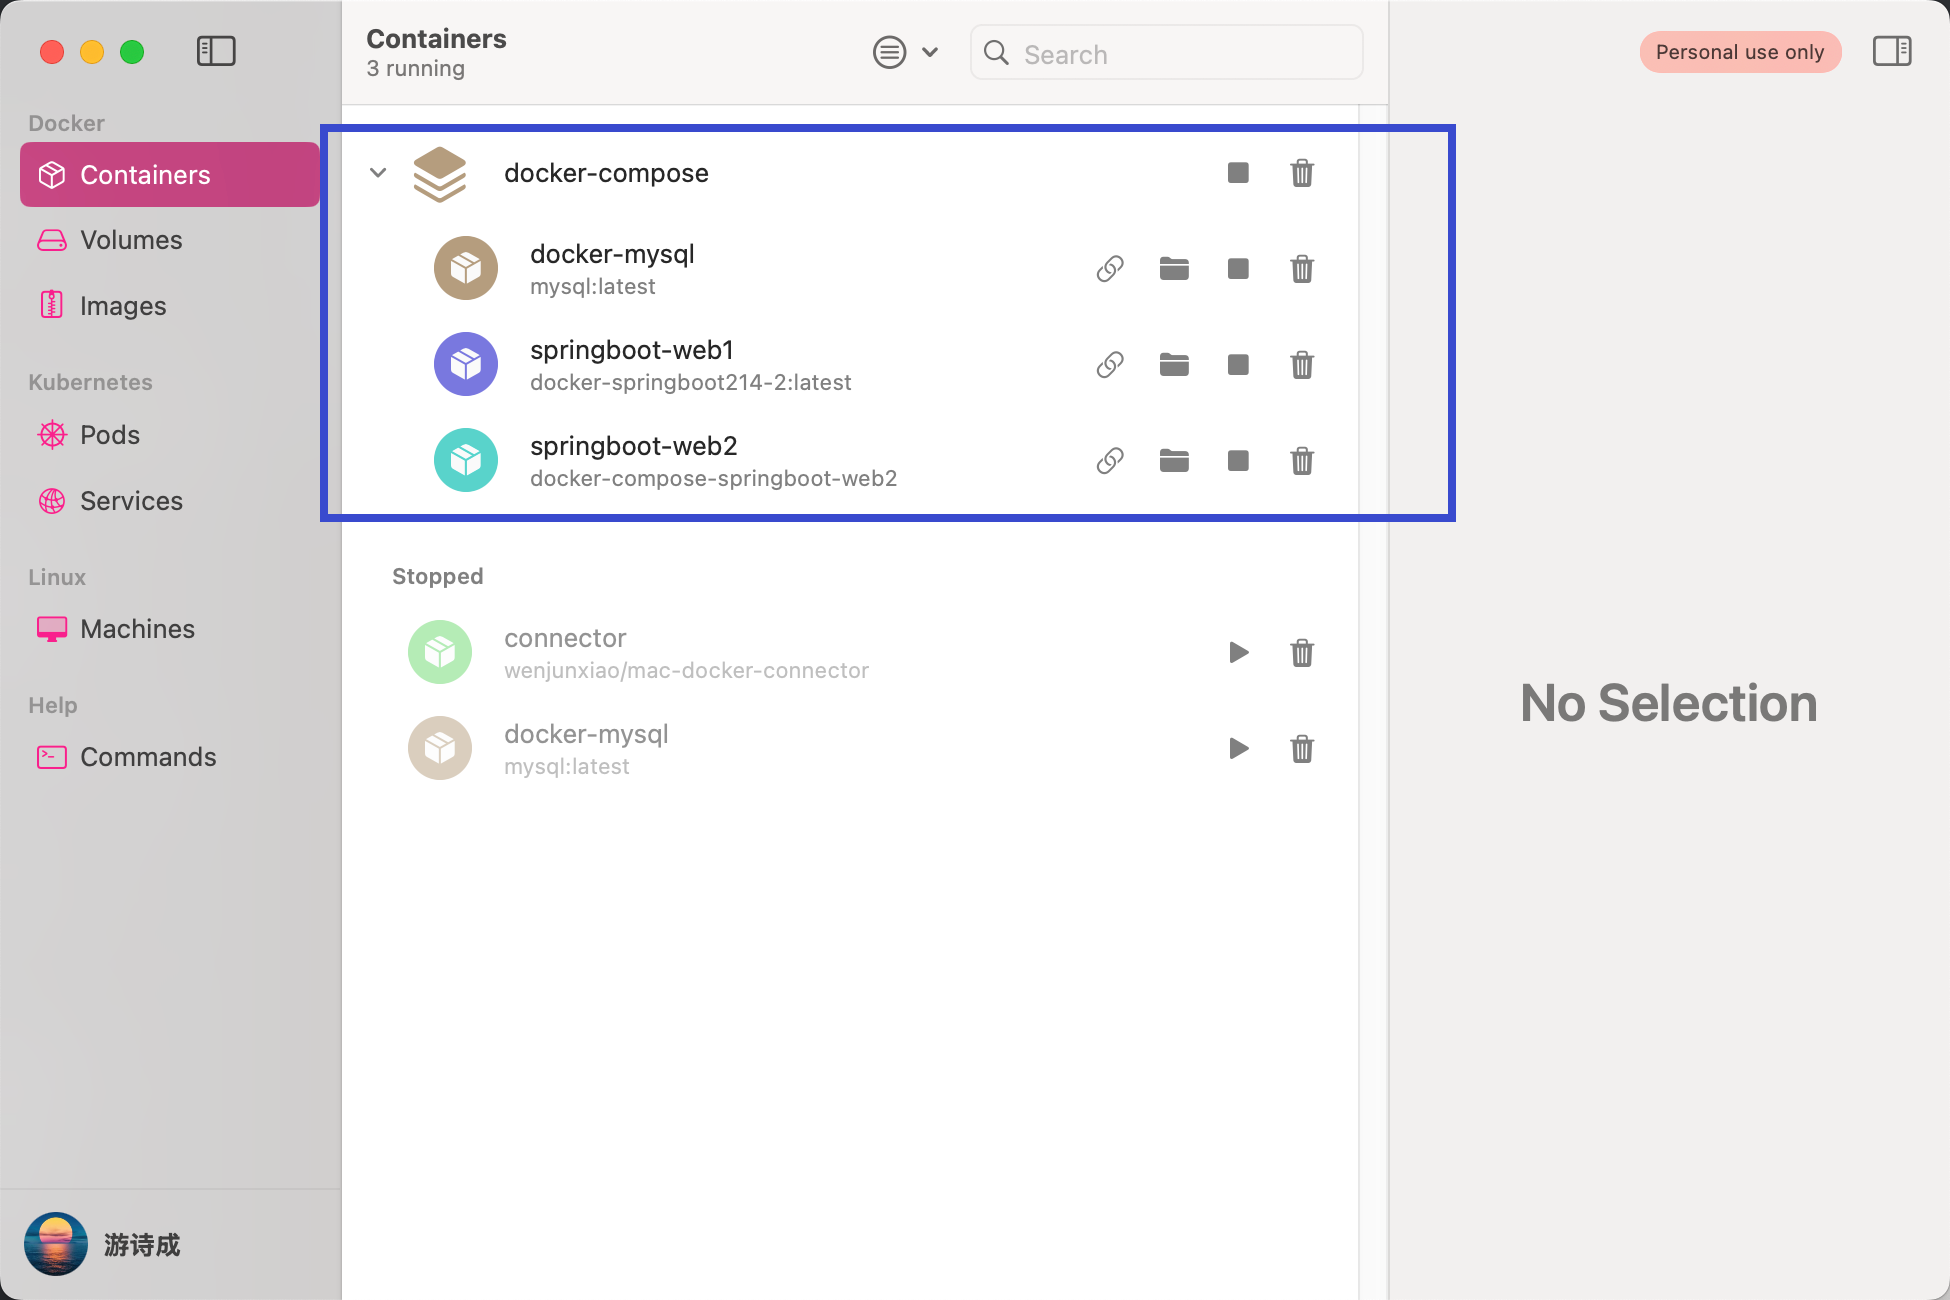 Docker
Containers
Volumes
Images
Kubernetes
Pods
Services
Linux
Machines
Help
Commands
游诗成
Containers
3 running
Search
docker-compose
docker-mysql
mysql:latest
springboot-web1
docker-springboot214-2:latest
springboot-web2
docker-compose-springboot-web2
Stopped
connector
wenjunxiao/mac-docker-connector
docker-mysql
mysql:latest
Personal use only
No Selection